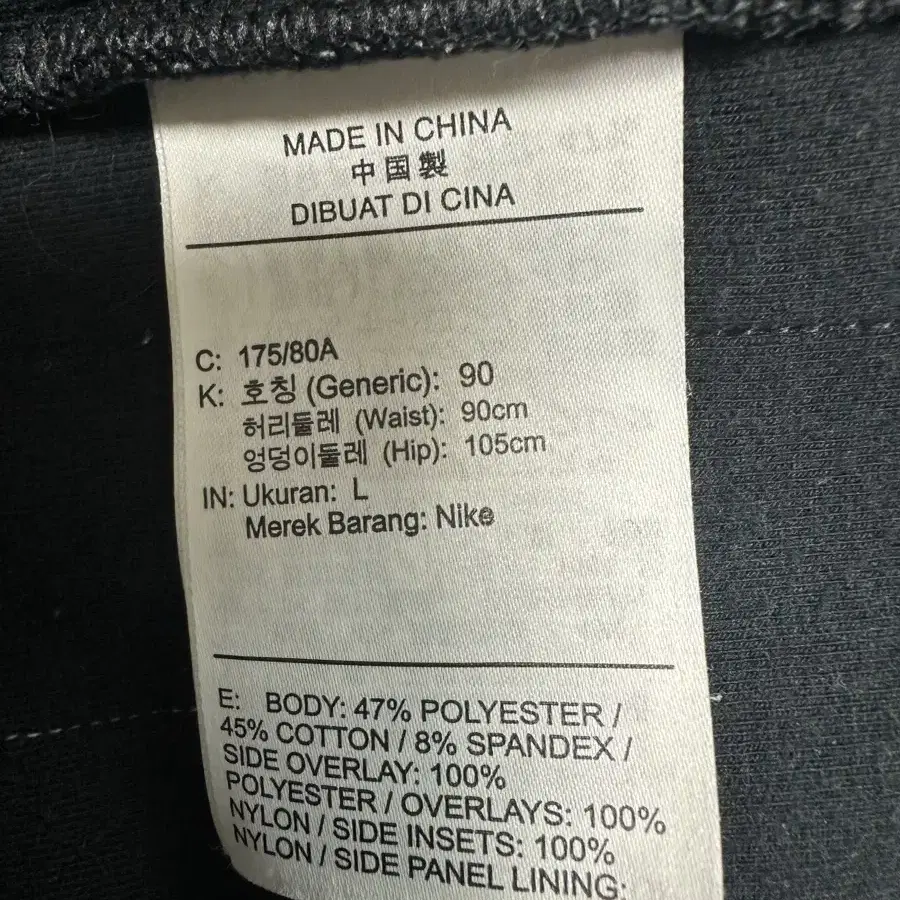 MADE IN CHINA
中国製
DIBUAT DI CINA
C: 175/80A
K: 호칭 (Generic): 90
허리둘레 (Waist): 90cm
엉덩이둘레 (Hip): 105cm
IN: Ukuran: L
Merek Barang: Nike
E: BODY: 47% POLYESTER /
45% COTTON / 8% SPANDEX /
SIDE OVERLAY: 100%
POLYESTER / OVERLAYS: 100%
NYLON / SIDE INSETS: 100%
NYLON / SIDE PANEL LINING: